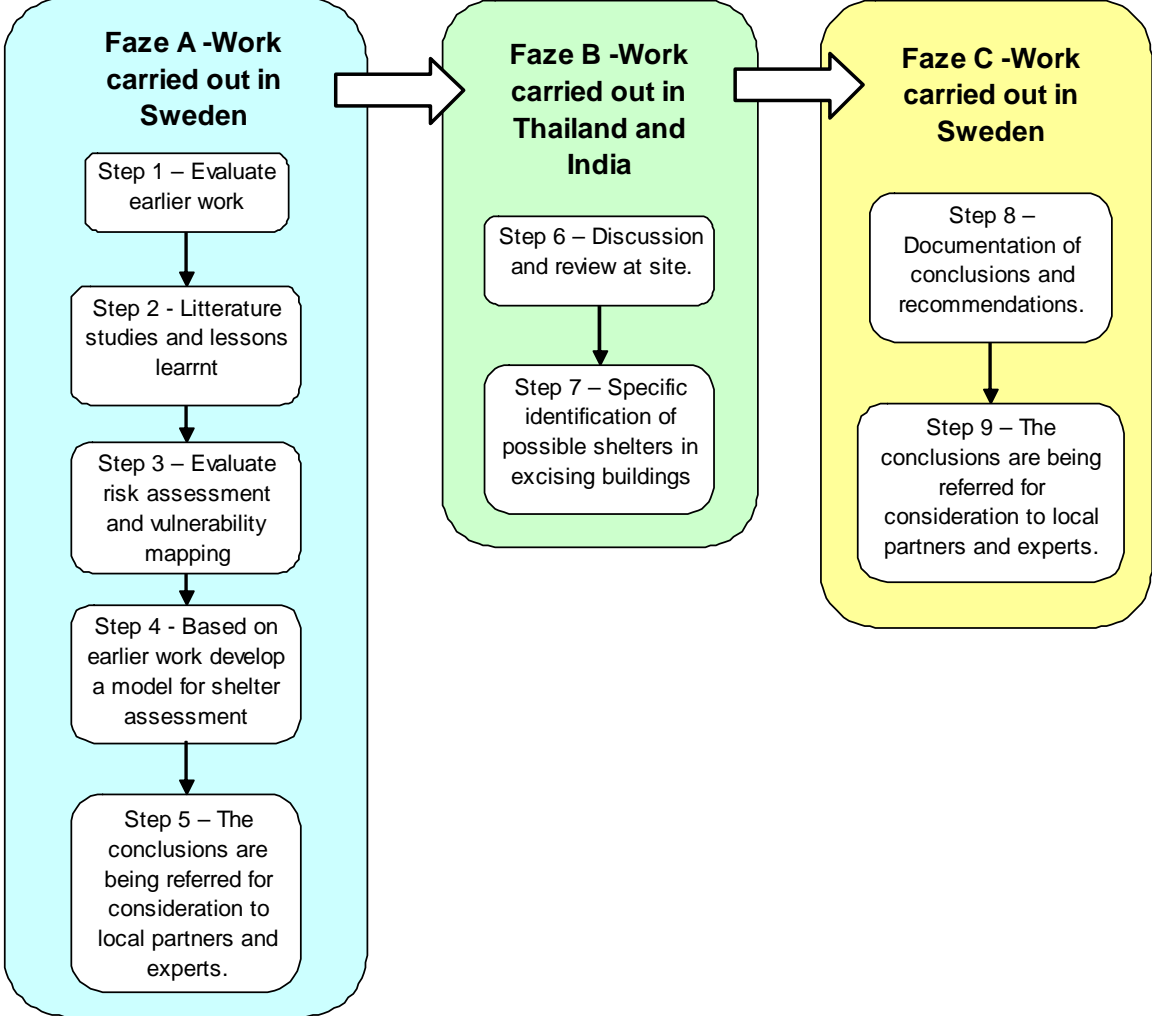 Faze A -Work
carried out in
Sweden
Step 1 – Evaluate
earlier work
Step 2 - Litterature
studies and lessons
learrnt
Step 3 – Evaluate
risk assessment
and vulnerability
mapping
Step 4 - Based on
earlier work develop
a model for shelter
assessment
Step 5 – The
conclusions are
being referred for
consideration to
local partners and
experts.
Faze B -Work
carried out in
Thailand and
India
Step 6 – Discussion
and review at site.
Step 7 – Specific
identification of
possible shelters in
excising buildings
Faze C -Work
carried out in
Sweden
Step 8 –
Documentation of
conclusions and
recommendations.
Step 9 – The
conclusions are being
referred for
consideration to local
partners and experts.